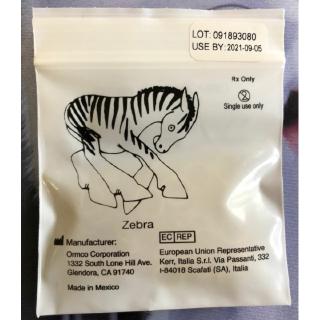 LOT: 091893080
USE BY: 2021-09-05
Rx Only
Single use only
Zebra
Manufacturer:
Ormco Corporation
1332 South Lone Hill Ave.
Glendora, CA 91740
Made in Mexico
EC REP
European Union Representative
Kerr, Italia S.r.l. Via Passanti, 332
I-84018 Scafati (SA), Italia